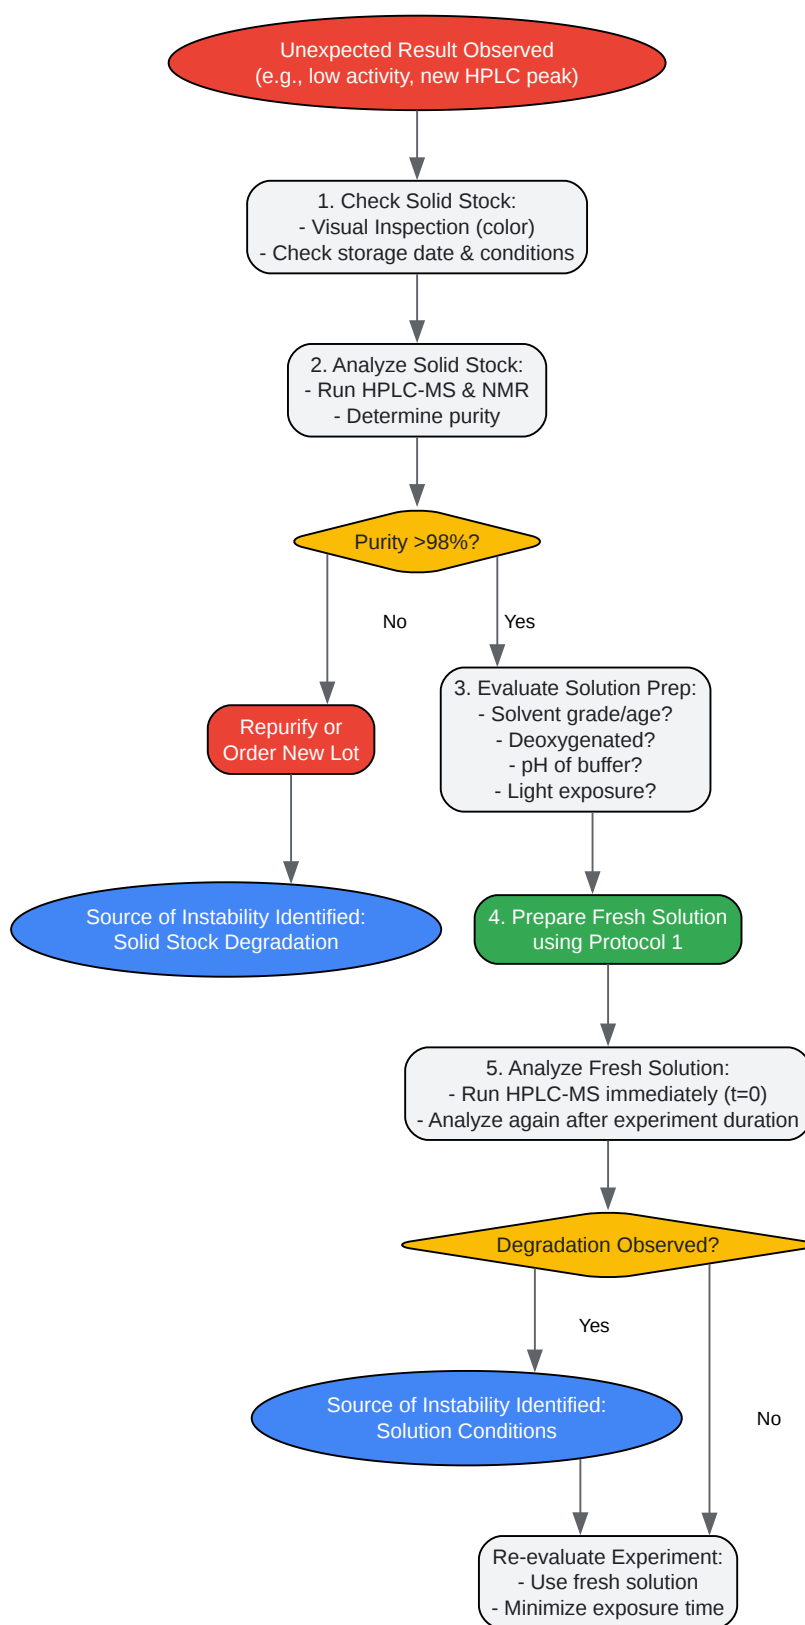 Unexpected Result Observed
(e.g., low activity, new HPLC peak)
1. Check Solid Stock:
- Visual Inspection (color)
- Check storage date & conditions
2. Analyze Solid Stock:
- Run HPLC-MS & NMR
- Determine purity
Purity >98%?
No
Yes
Repurify or
Order New Lot
3. Evaluate Solution Prep:
- Solvent grade/age?
- Deoxygenated?
- pH of buffer?
- Light exposure?
Source of Instability Identified:
Solid Stock Degradation
4. Prepare Fresh Solution
using Protocol 1
5. Analyze Fresh Solution:
- Run HPLC-MS immediately (t=0)
- Analyze again after experiment duration
Degradation Observed?
Yes
Source of Instability Identified:
Solution Conditions
No
Re-evaluate Experiment:
- Use fresh solution
- Minimize exposure time